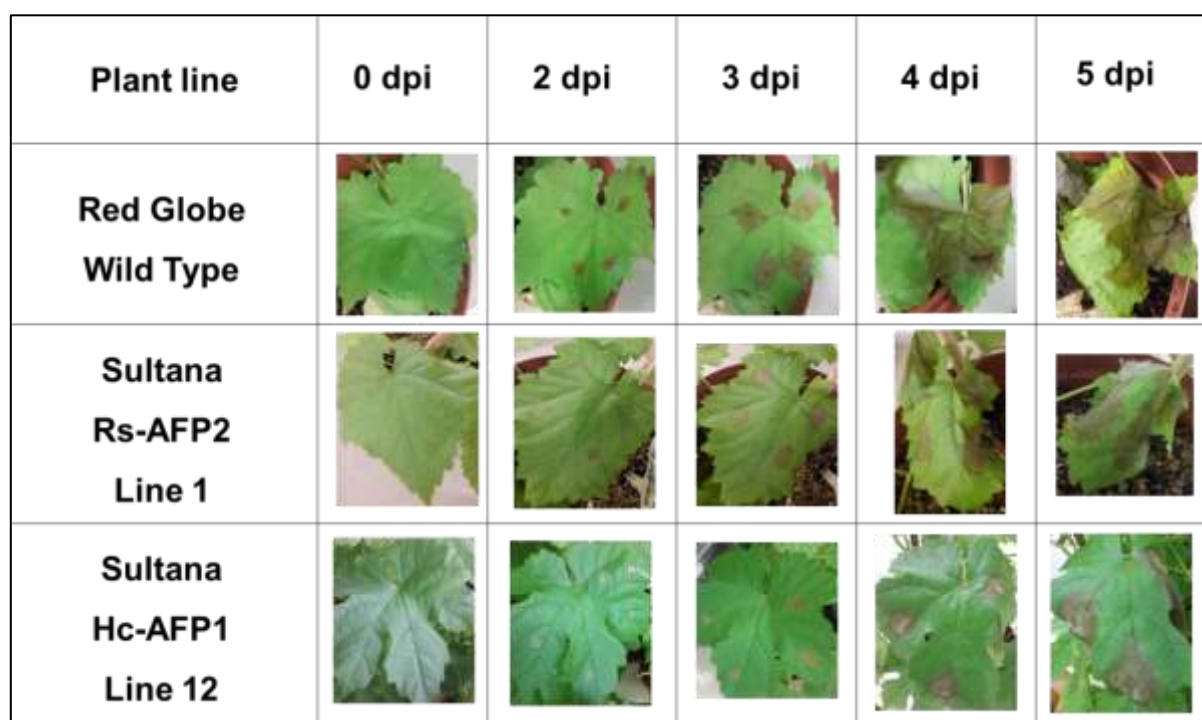 Plant line 0 dpi 2 dpi 3 dpi 4 dpi 5 dpi
Red Globe
Wild Type
Sultana
Rs-AFP2
Line 1
Sultana
Hc-AFP1
Line 12